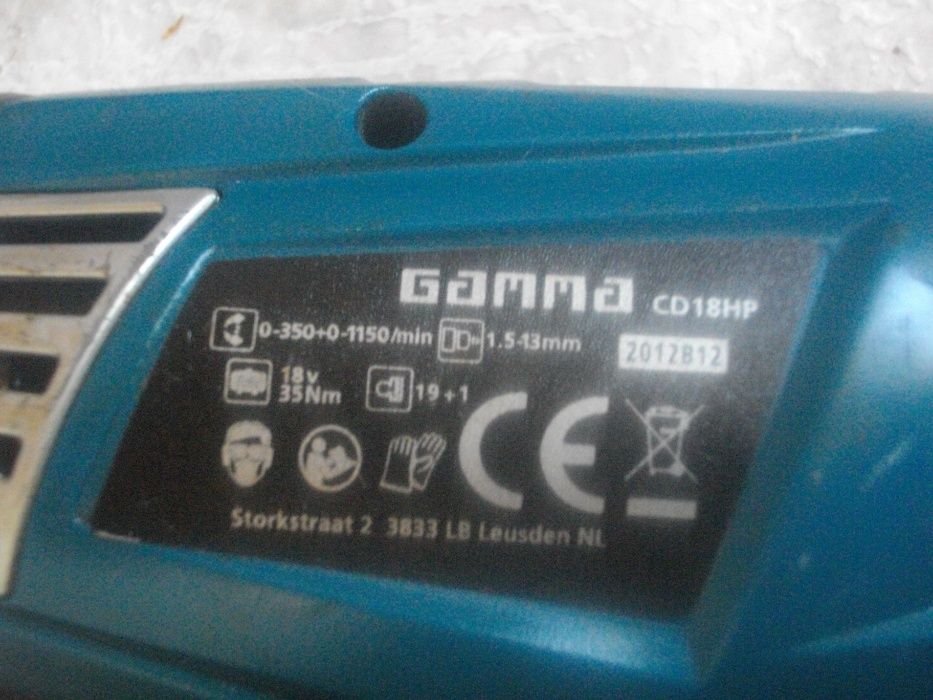 GAMMA CD18HP
0-350+0-1150/min 1.5-13mm 2012B12
18v
35Nm 19+1
CE
Storkstraat 2 3833 LB Leusden NL